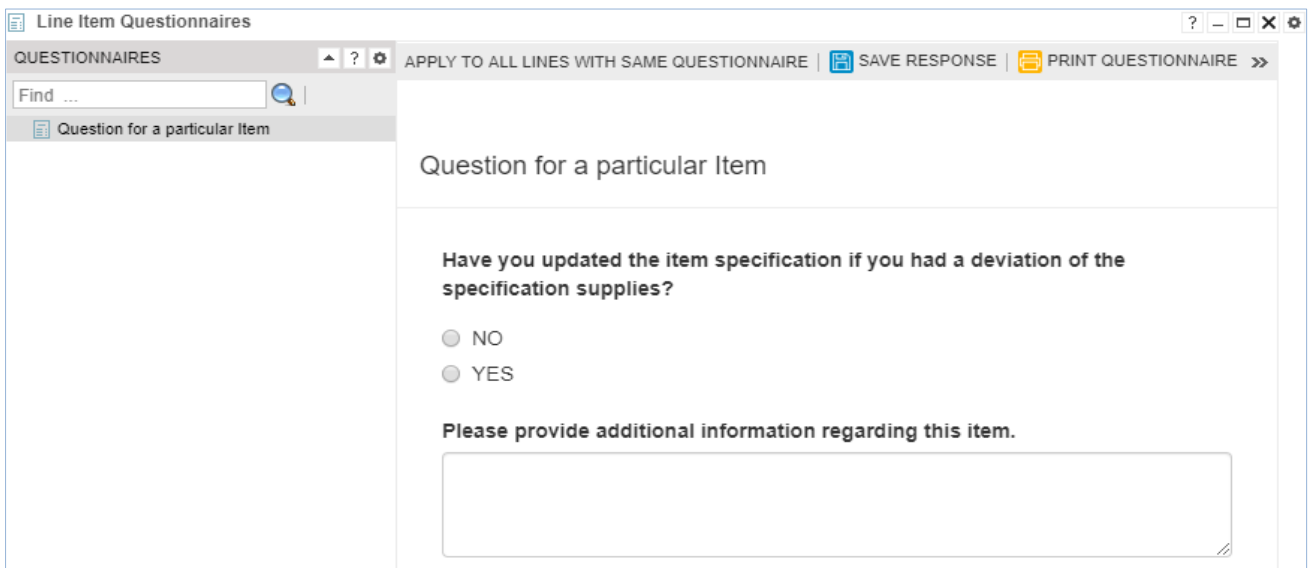 Line Item Questionnaires
?
QUESTIONNAIRES
?
APPLY TO ALL LINES WITH SAME QUESTIONNAIRE | SAVE RESPONSE | PRINT QUESTIONNAIRE »
Find ...
Question for a particular Item
Question for a particular Item
Have you updated the item specification if you had a deviation of the
specification supplies?
NO
YES
Please provide additional information regarding this item.